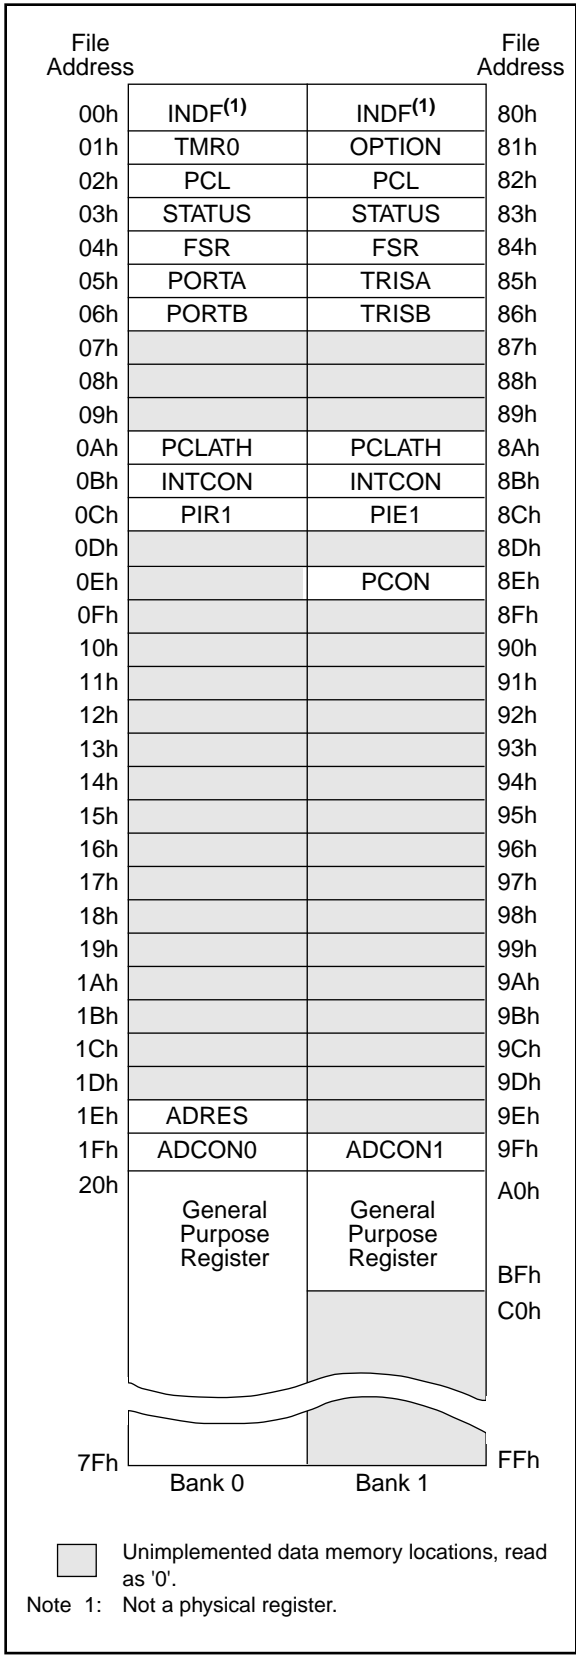 File Address File Address
00h INDF(1) INDF(1) 80h
01h TMR0 OPTION 81h
02h PCL PCL 82h
03h STATUS STATUS 83h
04h FSR FSR 84h
05h PORTA TRISA 85h
06h PORTB TRISB 86h
07h 87h
08h 88h
09h 89h
0Ah PCLATH PCLATH 8Ah
0Bh INTCON INTCON 8Bh
0Ch PIR1 PIE1 8Ch
0Dh 8Dh
0Eh PCON 8Eh
0Fh 8Fh
10h 90h
11h 91h
12h 92h
13h 93h
14h 94h
15h 95h
16h 96h
17h 97h
18h 98h
19h 99h
1Ah 9Ah
1Bh 9Bh
1Ch 9Ch
1Dh 9Dh
1Eh ADRES 9Eh
1Fh ADCON0 ADCON1 9Fh
20h A0h
General General
Purpose Purpose
Register Register
BFh
C0h
7Fh FFh
Bank 0 Bank 1
Unimplemented data memory locations, read
as '0'.
Note 1: Not a physical register.